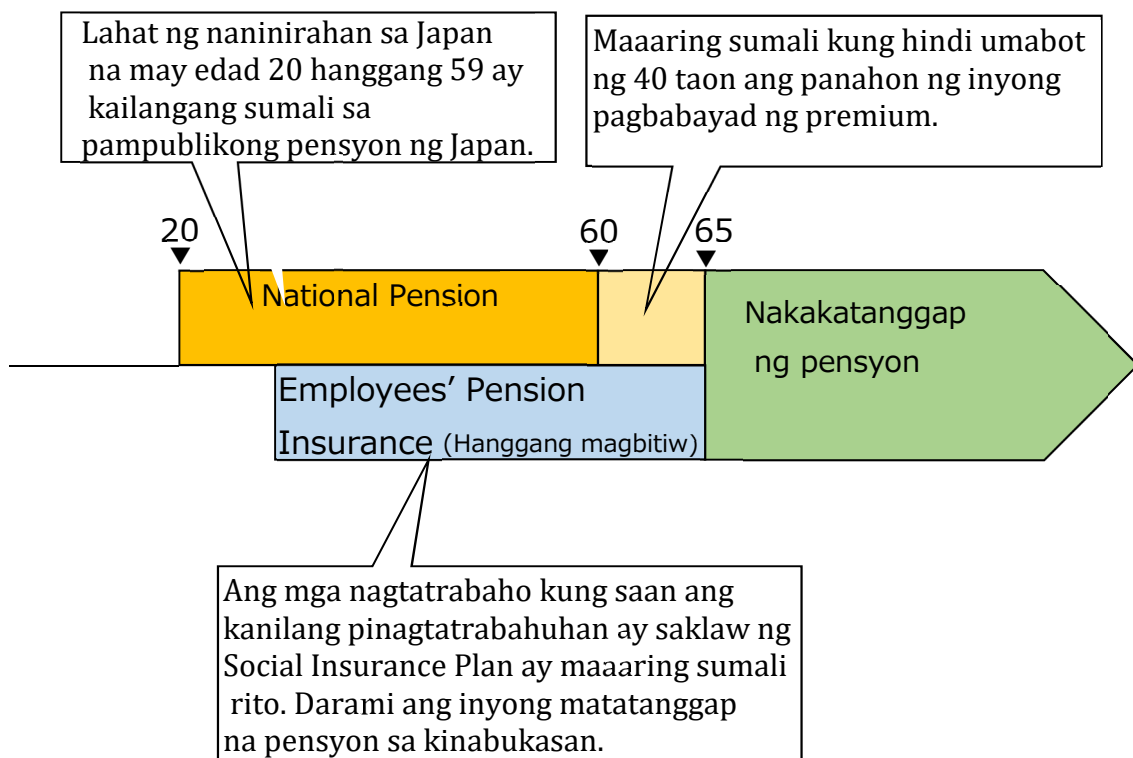 Lahat ng naninirahan sa Japan
na may edad 20 hanggang 59 ay
kailangang sumali sa
pampublikong pensyon ng Japan.
Maaaring sumali kung hindi umabot
ng 40 taon ang panahon ng inyong
pagbabayad ng premium.
20
60
65
National Pension
Nakakatanggap
ng pensyon
Employees’ Pension
Insurance (Hanggang magbitiw)
Ang mga nagtatrabaho kung saan ang
kanilang pinagtatrabahuhan ay saklaw ng
Social Insurance Plan ay maaaring sumali
rito. Darami ang inyong matatanggap
na pensyon sa kinabukasan.